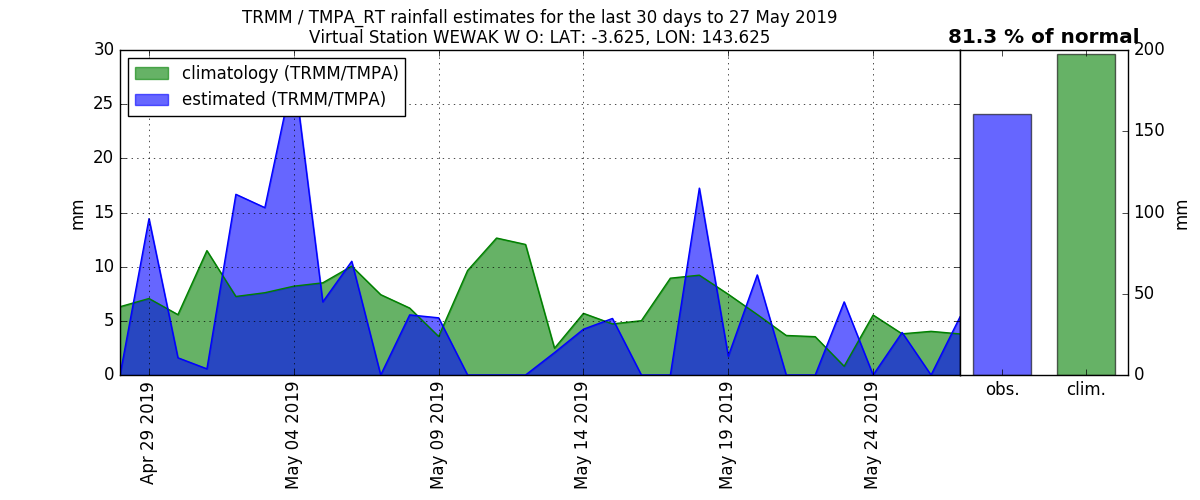 TRMM / TMPA_RT rainfall estimates for the last 30 days to 27 May 2019
Virtual Station WEWAK W O: LAT: -3.625, LON: 143.625
81.3 % of normal
climatology (TRMM/TMPA)
estimated (TRMM/TMPA)
30
25
20
15
10
5
0
mm
Apr 29 2019
May 04 2019
May 09 2019
May 14 2019
May 19 2019
May 24 2019
obs.
clim.
200
150
100
50
0
mm